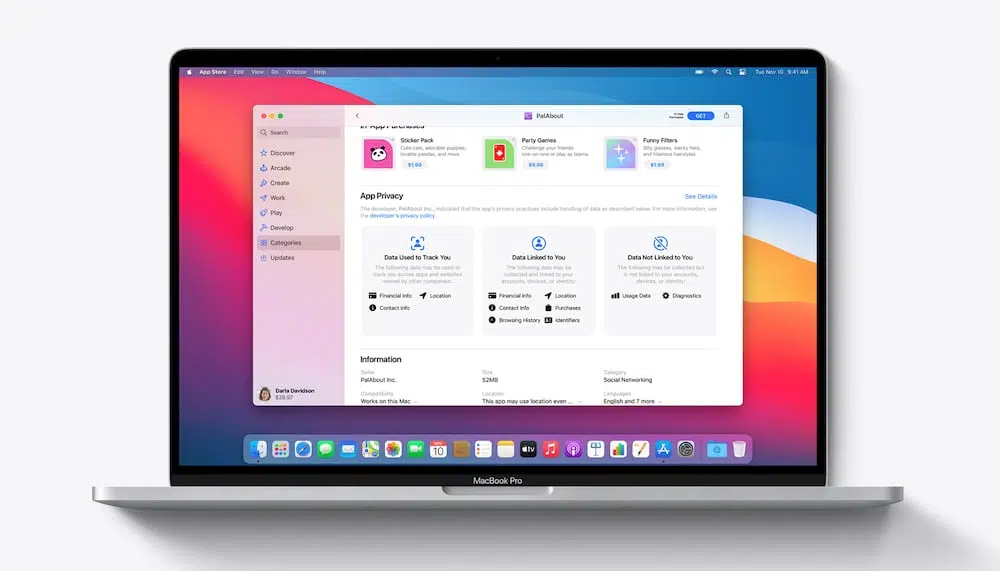 App Store Edit View Go Window Help
Tue Nov 10 9:41 AM
Search
Discover
Arcade
Create
Work
Play
Develop
Categories
Updates
Darla Davidson
$29.97
PalAbout
GET
In-App Purchases
Sticker Pack
Cute cats, adorable puppies,
lovable pandas, and more
$1.99
Party Games
Challenge your friends
one-on-one or play as teams.
$0.99
Funny Filters
Silly glasses, wacky hats,
and hilarious hairstyles
$1.99
App Privacy
See Details
The developer, PalAbout Inc., indicated that the app's privacy practices include handling of data as described below. For more information, see
the developer's privacy policy.
Data Used to Track You
The following data may be used to
track you across apps and websites
owned by other companies:
Financial Info Location
Contact Info
Data Linked to You
The following data may be
collected and linked to your
accounts, devices, or identity:
Financial Info Location
Contact Info Purchases
Browsing History Identifiers
Data Not Linked to You
The following may be collected but
is not linked to your accounts,
devices, or identity:
Usage Data Diagnostics
Information
Seller
PalAbout Inc.
Size
52MB
Category
Social Networking
Compatibility
Works on this Mac
Location
This app may use location even ...
Languages
English and 7 more
10
tv
MacBook Pro